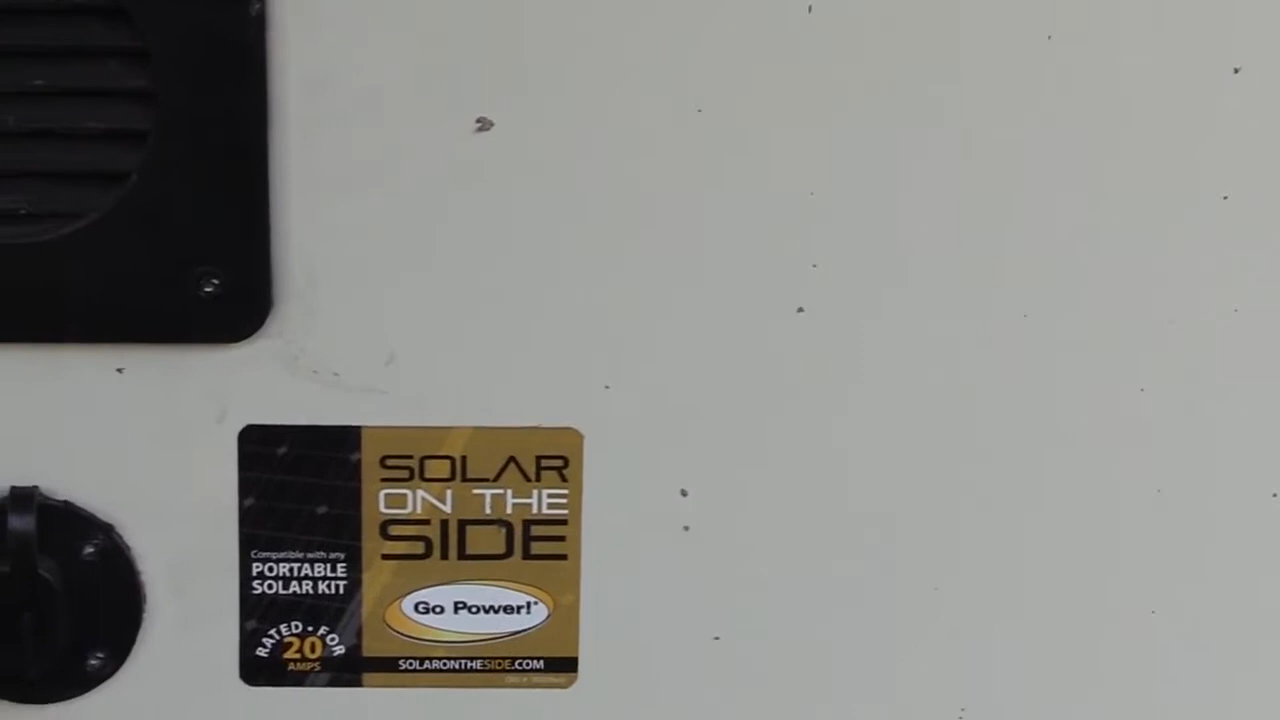 SOLAR
ON THE
SIDE
Compatible with any
PORTABLE
SOLAR KIT
Go Power!
RATED • FOR
20
AMPS
SOLARONTHESIDE.COM